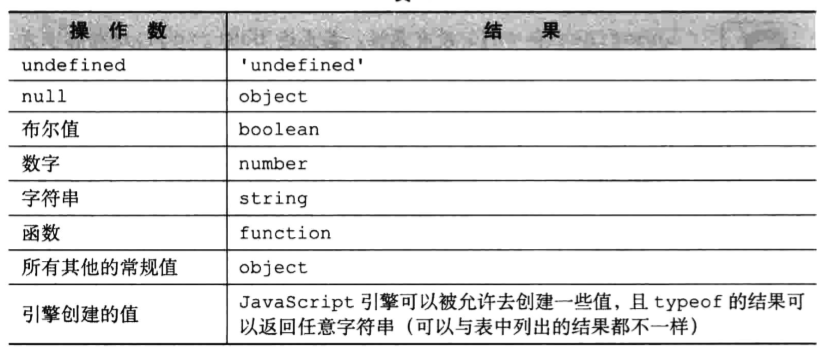 操 作 数 结 果
undefined 'undefined'
null object
布尔值 boolean
数字 number
字符串 string
函数 function
所有其他的常规值 object
引擎创建的值 JavaScript 引擎可以被允许去创建一些值，且 typeof 的结果可
以返回任意字符串（可以与表中列出的结果都不一样）